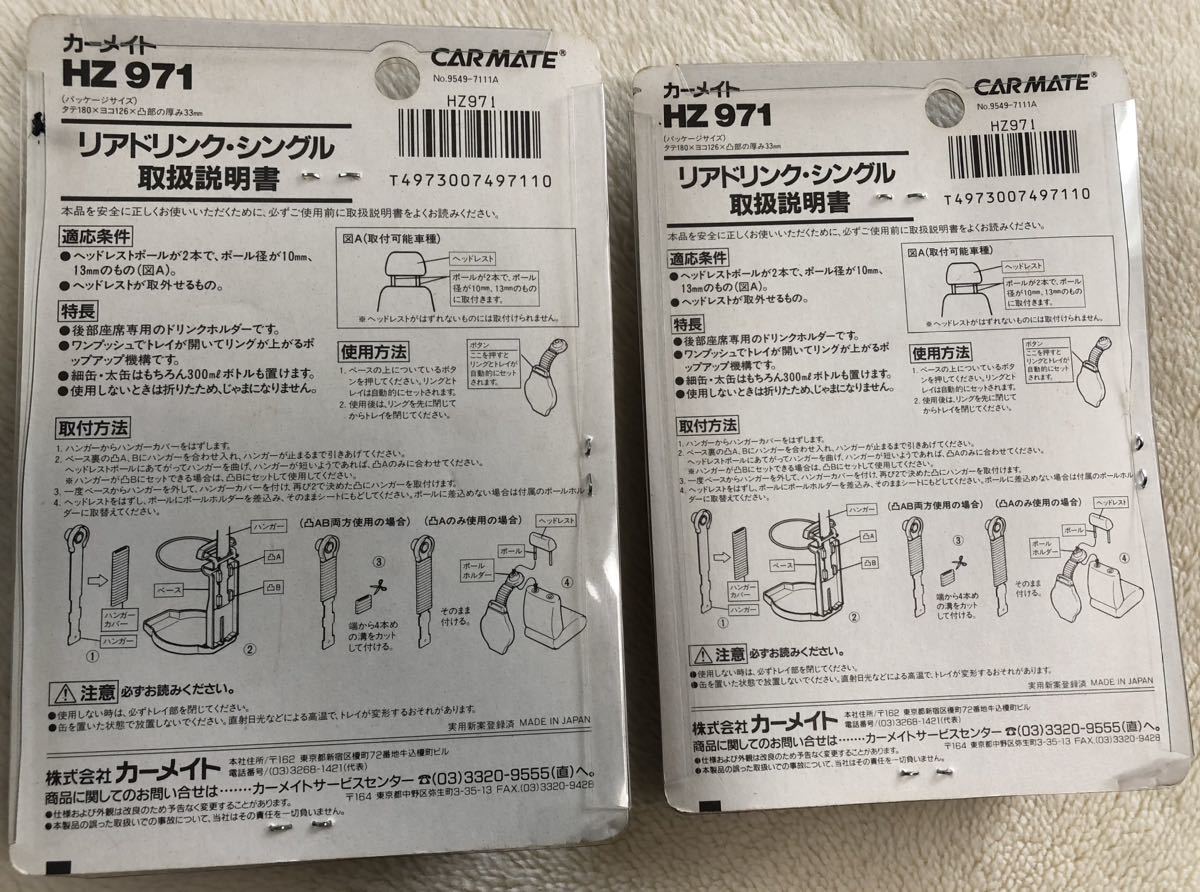 カーメイト
HZ 971
CARMATE®
No.9549-7111A
(パッケージサイズ)
タテ180×ヨコ126×凸部の厚み33mm
HZ971
T4973007497110
リアドリンク・シングル
取扱説明書
本品を安全に正しくお使いいただくために、必ずご使用前に取扱説明書をよくお読みください。
適応条件
●ヘッドレストポールが2本で、ポール径が10mm、
13mmのもの(図A)。
●ヘッドレストが取外せるもの。
図A(取付可能車種)
ヘッドレスト
ポールが2本で、ポール
径が10mm、13mmのもの
に取付きます。
※ヘッドレストがはずれないものには取付けられません。
特長
●後部座席専用のドリンクホルダーです。
●ワンプッシュでトレイが開いてリングが上がるポ
ップアップ機構です。
●細缶・太缶はもちろん300mℓボトルも置けます。
●使用しないときは折りたため、じゃまになりません。
使用方法
1. ベースの上についているボタ
ンを押してください。リングとト
レイは自動的にセットされます。
2. 使用後は、リングを先に閉じて
からトレイを閉じてください。
ボタン
ここを押すと
リングとトレイが
自動的にセット
されます。
取付方法
1. ハンガーからハンガーカバーをはずします。
2. ベース裏の凸A、Bにハンガーを合わせ入れ、ハンガーが止まるまで引きあげてください。
ヘッドレストポールにあてがってハンガーを曲げ、ハンガーが短いようであれば、凸Aのみに合わせてください。
※ハンガーが凸Bにセットできる場合は、凸Bにセットして使用してください。
3. 一度ベースからハンガーを外して、ハンガーカバーを付け、再び2で決めた凸にハンガーを取付けます。
4. ヘッドレストをはずし、ポールにポールホルダーを差込み、そのままシートにもどしてください。ポールに差込めない場合は付属のポールホルダ
ーに取替えてください。
ハンガー
カバー
ハンガー
①
ハンガー
凸A
凸B
ベース
②
(凸AB両方使用の場合)
③
端から4本め
の溝をカット
して付ける。
(凸Aのみ使用の場合)
そのまま
付ける。
ヘッドレスト
ポール
ポール
ホルダー
④
注意 必ずお読みください。
●使用しない時は、必ずトレイ部を閉じてください。
●缶を置いた状態で放置しないでください。直射日光などによる高温で、トレイが変形するおそれがあります。
実用新案登録済 MADE IN JAPAN
株式会社 カーメイト
本社住所/〒162 東京都新宿区榎町72番地牛込榎町ビル
電話番号/(03)3268-1421(代表)
商品に関してのお問い合せは……カーメイトサービスセンター ☎(03)3320-9555(直)へ。
〒164 東京都中野区弥生町3-35-13 FAX.(03)3320-9428
●仕様および外観は改良のため予告なく変更することがあります。
●本製品の誤った取扱いでの事故について、当社はその責任を一切負いません。
カーメイト
HZ 971
CARMATE®
No.9549-7111A
(パッケージサイズ)
タテ180×ヨコ126×凸部の厚み33mm
HZ971
T4973007497110
リアドリンク・シングル
取扱説明書
本品を安全に正しくお使いいただくために、必ずご使用前に取扱説明書をよくお読みください。
適応条件
●ヘッドレストポールが2本で、ポール径が10mm、
13mmのもの(図A)。
●ヘッドレストが取外せるもの。
図A(取付可能車種)
ヘッドレスト
ポールが2本で、ポール
径が10mm、13mmのもの
に取付きます。
※ヘッドレストがはずれないものには取付けられません。
特長
●後部座席専用のドリンクホルダーです。
●ワンプッシュでトレイが開いてリングが上がるポ
ップアップ機構です。
●細缶・太缶はもちろん300mℓボトルも置けます。
●使用しないときは折りたため、じゃまになりません。
使用方法
1. ベースの上についているボタ
ンを押してください。リングとト
レイは自動的にセットされます。
2. 使用後は、リングを先に閉じて
からトレイを閉じてください。
ボタン
ここを押すと
リングとトレイが
自動的にセット
されます。
取付方法
1. ハンガーからハンガーカバーをはずします。
2. ベース裏の凸A、Bにハンガーを合わせ入れ、ハンガーが止まるまで引きあげてください。
ヘッドレストポールにあてがってハンガーを曲げ、ハンガーが短いようであれば、凸Aのみに合わせてください。
※ハンガーが凸Bにセットできる場合は、凸Bにセットして使用してください。
3. 一度ベースからハンガーを外して、ハンガーカバーを付け、再び2で決めた凸にハンガーを取付けます。
4. ヘッドレストをはずし、ポールにポールホルダーを差込み、そのままシートにもどしてください。ポールに差込めない場合は付属のポールホル
ダーに取替えてください。
ハンガー
カバー
ハンガー
①
ハンガー
凸A
凸B
ベース
②
(凸AB両方使用の場合)
③
端から4本め
の溝をカット
して付ける。
(凸Aのみ使用の場合)
そのまま
付ける。
ヘッドレスト
ポール
ポール
ホルダー
④
注意 必ずお読みください。
●使用しない時は、必ずトレイ部を閉じてください。
●缶を置いた状態で放置しないでください。直射日光などによる高温で、トレイが変形するおそれがあります。
実用新案登録済 MADE IN JAPAN
株式会社 カーメイト
本社住所/〒162 東京都新宿区榎町72番地牛込榎町ビル
電話番号/(03)3268-1421(代表)
商品に関してのお問い合せは……カーメイトサービスセンター ☎(03)3320-9555(直)へ。
〒164 東京都中野区弥生町3-35-13 FAX.(03)3320-9428
●仕様および外観は改良のため予告なく変更することがあります。
●本製品の誤った取扱いでの事故について、当社はその責任を一切負いません。